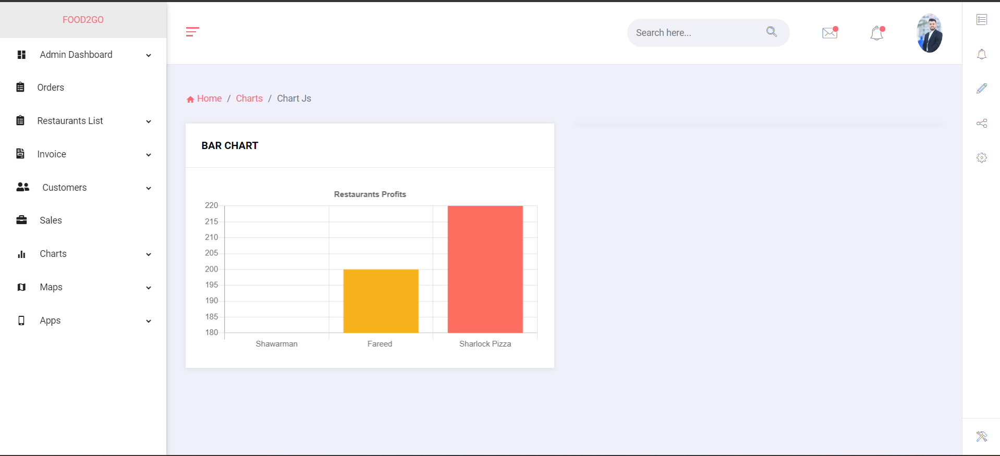 FOOD2GO
Admin Dashboard
Orders
Restaurants List
Invoice
Customers
Sales
Charts
Maps
Apps
Search here...
Home / Charts / Chart Js
BAR CHART
Restaurants Profits
220
215
210
205
200
195
190
185
180
Shawarman Fareed Sharlock Pizza